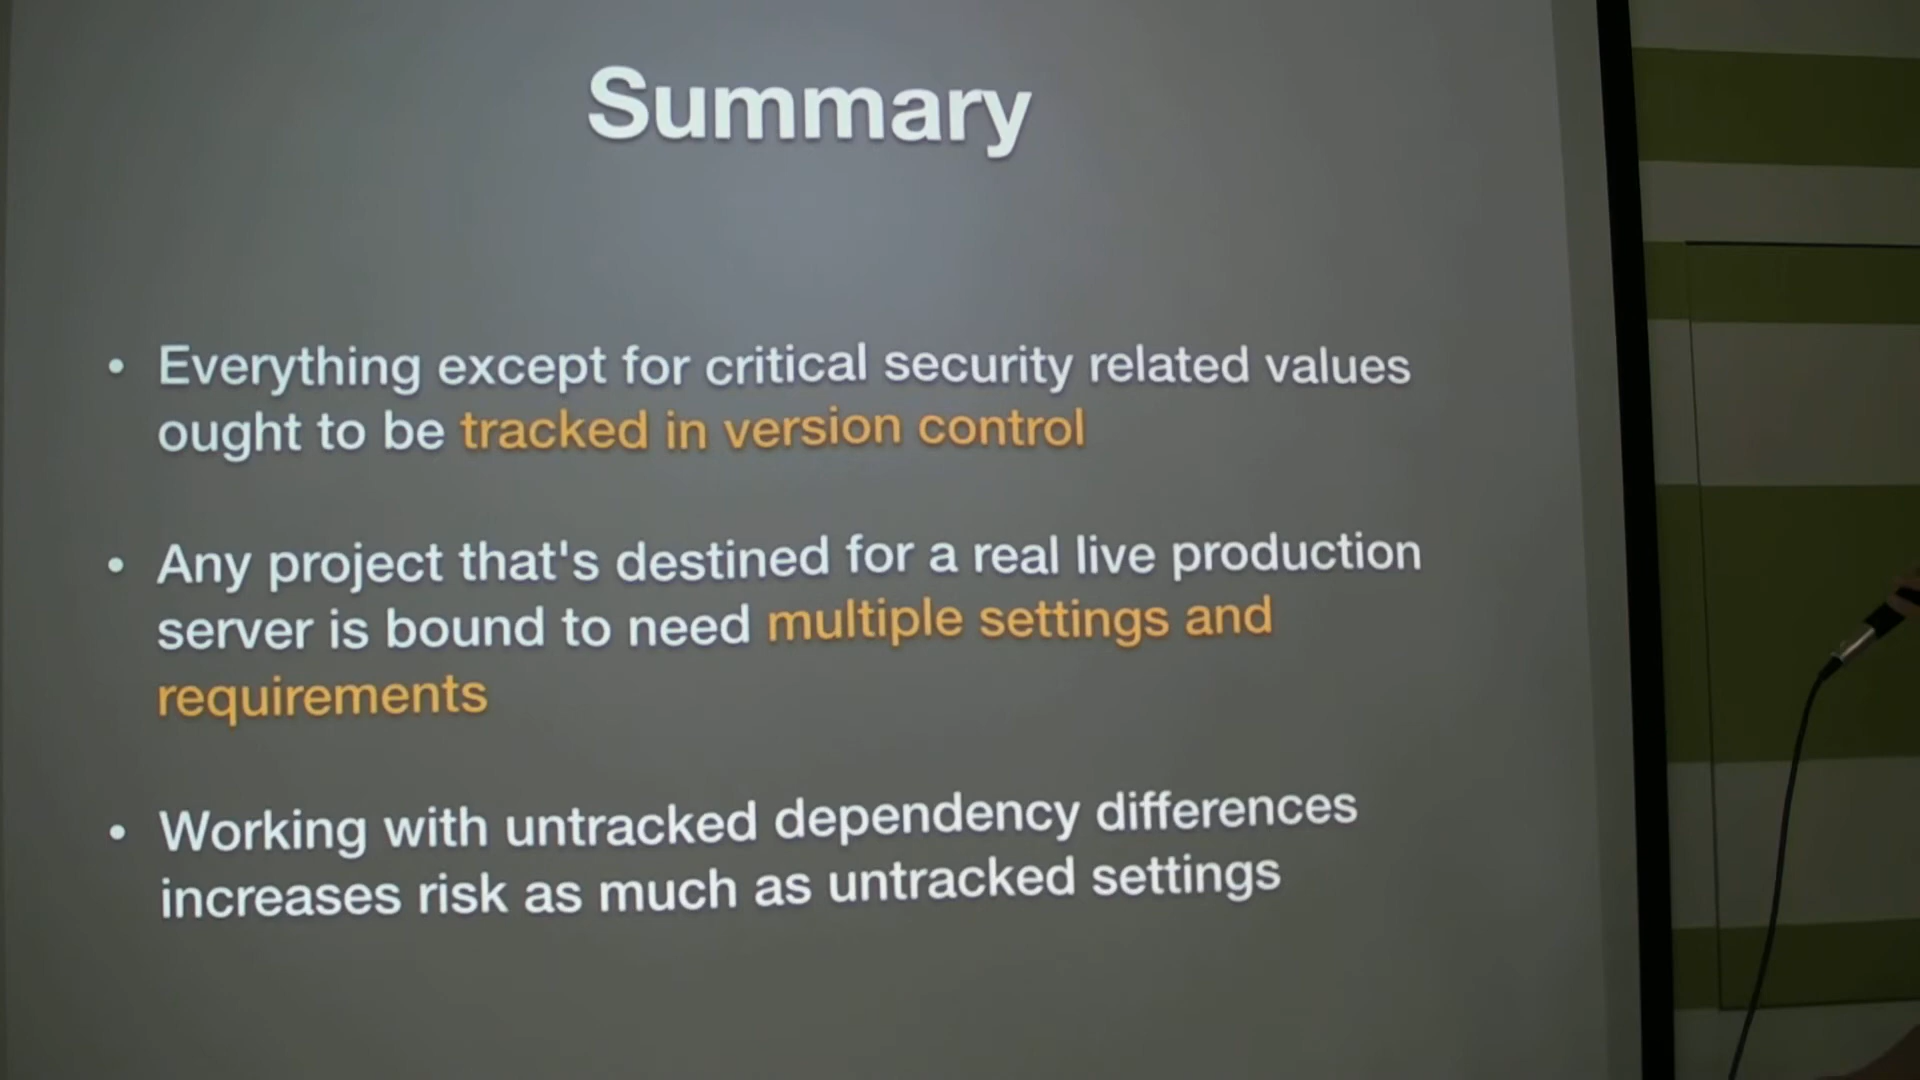 Summary
• Everything except for critical security related values
ought to be tracked in version control
• Any project that's destined for a real live production
server is bound to need multiple settings and
requirements
• Working with untracked dependency differences
increases risk as much as untracked settings